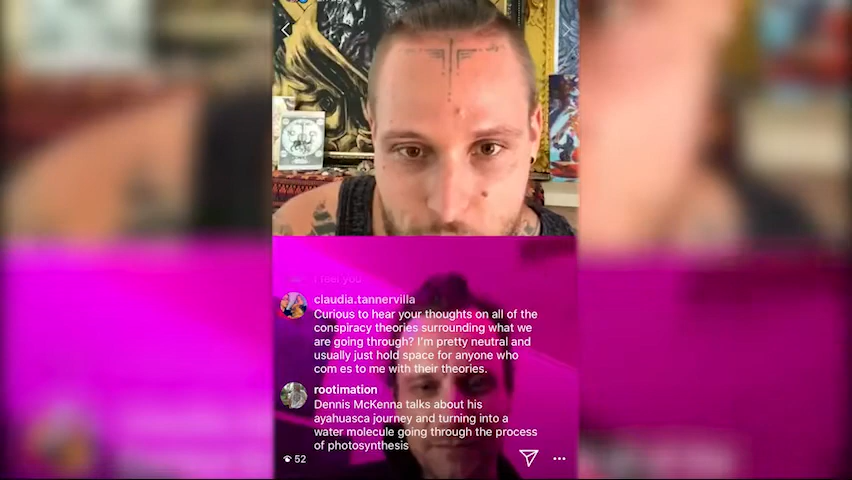 I feel you
claudia.tannervilla
Curious to hear your thoughts on all of the
conspiracy theories surrounding what we
are going through? I'm pretty neutral and
usually just hold space for anyone who
com es to me with their theories.
rootimation
Dennis McKenna talks about his
ayahuasca journey and turning into a
water molecule going through the process
of photosynthesis
52